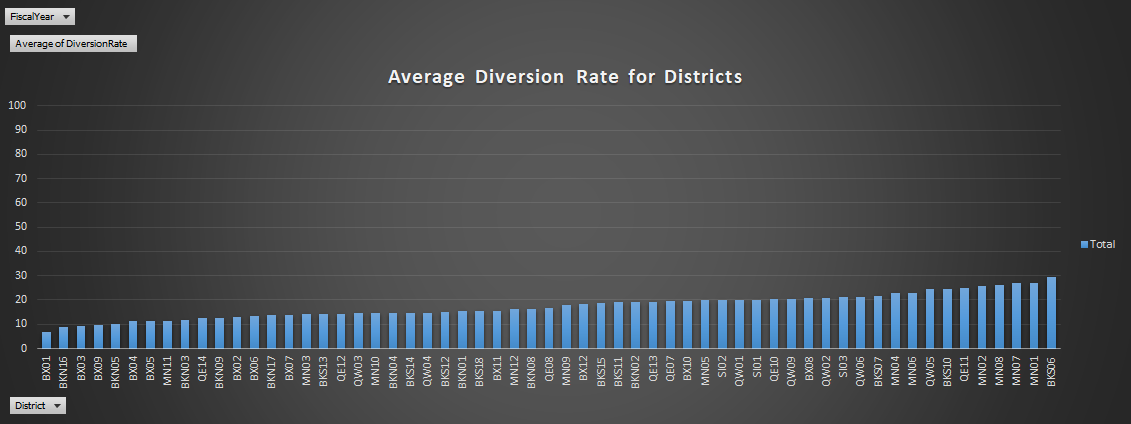 FiscalYear
Average of DiversionRate
Average Diversion Rate for Districts
100
90
80
70
60
50
40
30
20
10
0
Total
BX01
BKN16
BX03
BX09
BKN05
BX04
BX05
MN11
BKN03
QE14
BKN09
BX02
BX06
BKN17
BX07
MN03
BKS13
QE12
QW03
MN10
BKN04
BKS14
QW04
BKS12
BKN01
BKS18
BX11
MN12
BKN08
QE08
MN09
BX12
BKS15
BKS11
BKN02
QE13
QE07
BX10
MN05
SI02
QW01
SI01
QE10
QW09
BX08
QW02
SI03
QW06
BKS07
MN04
MN06
QW05
BKS10
QE11
MN02
MN08
MN07
MN01
BKS06
District